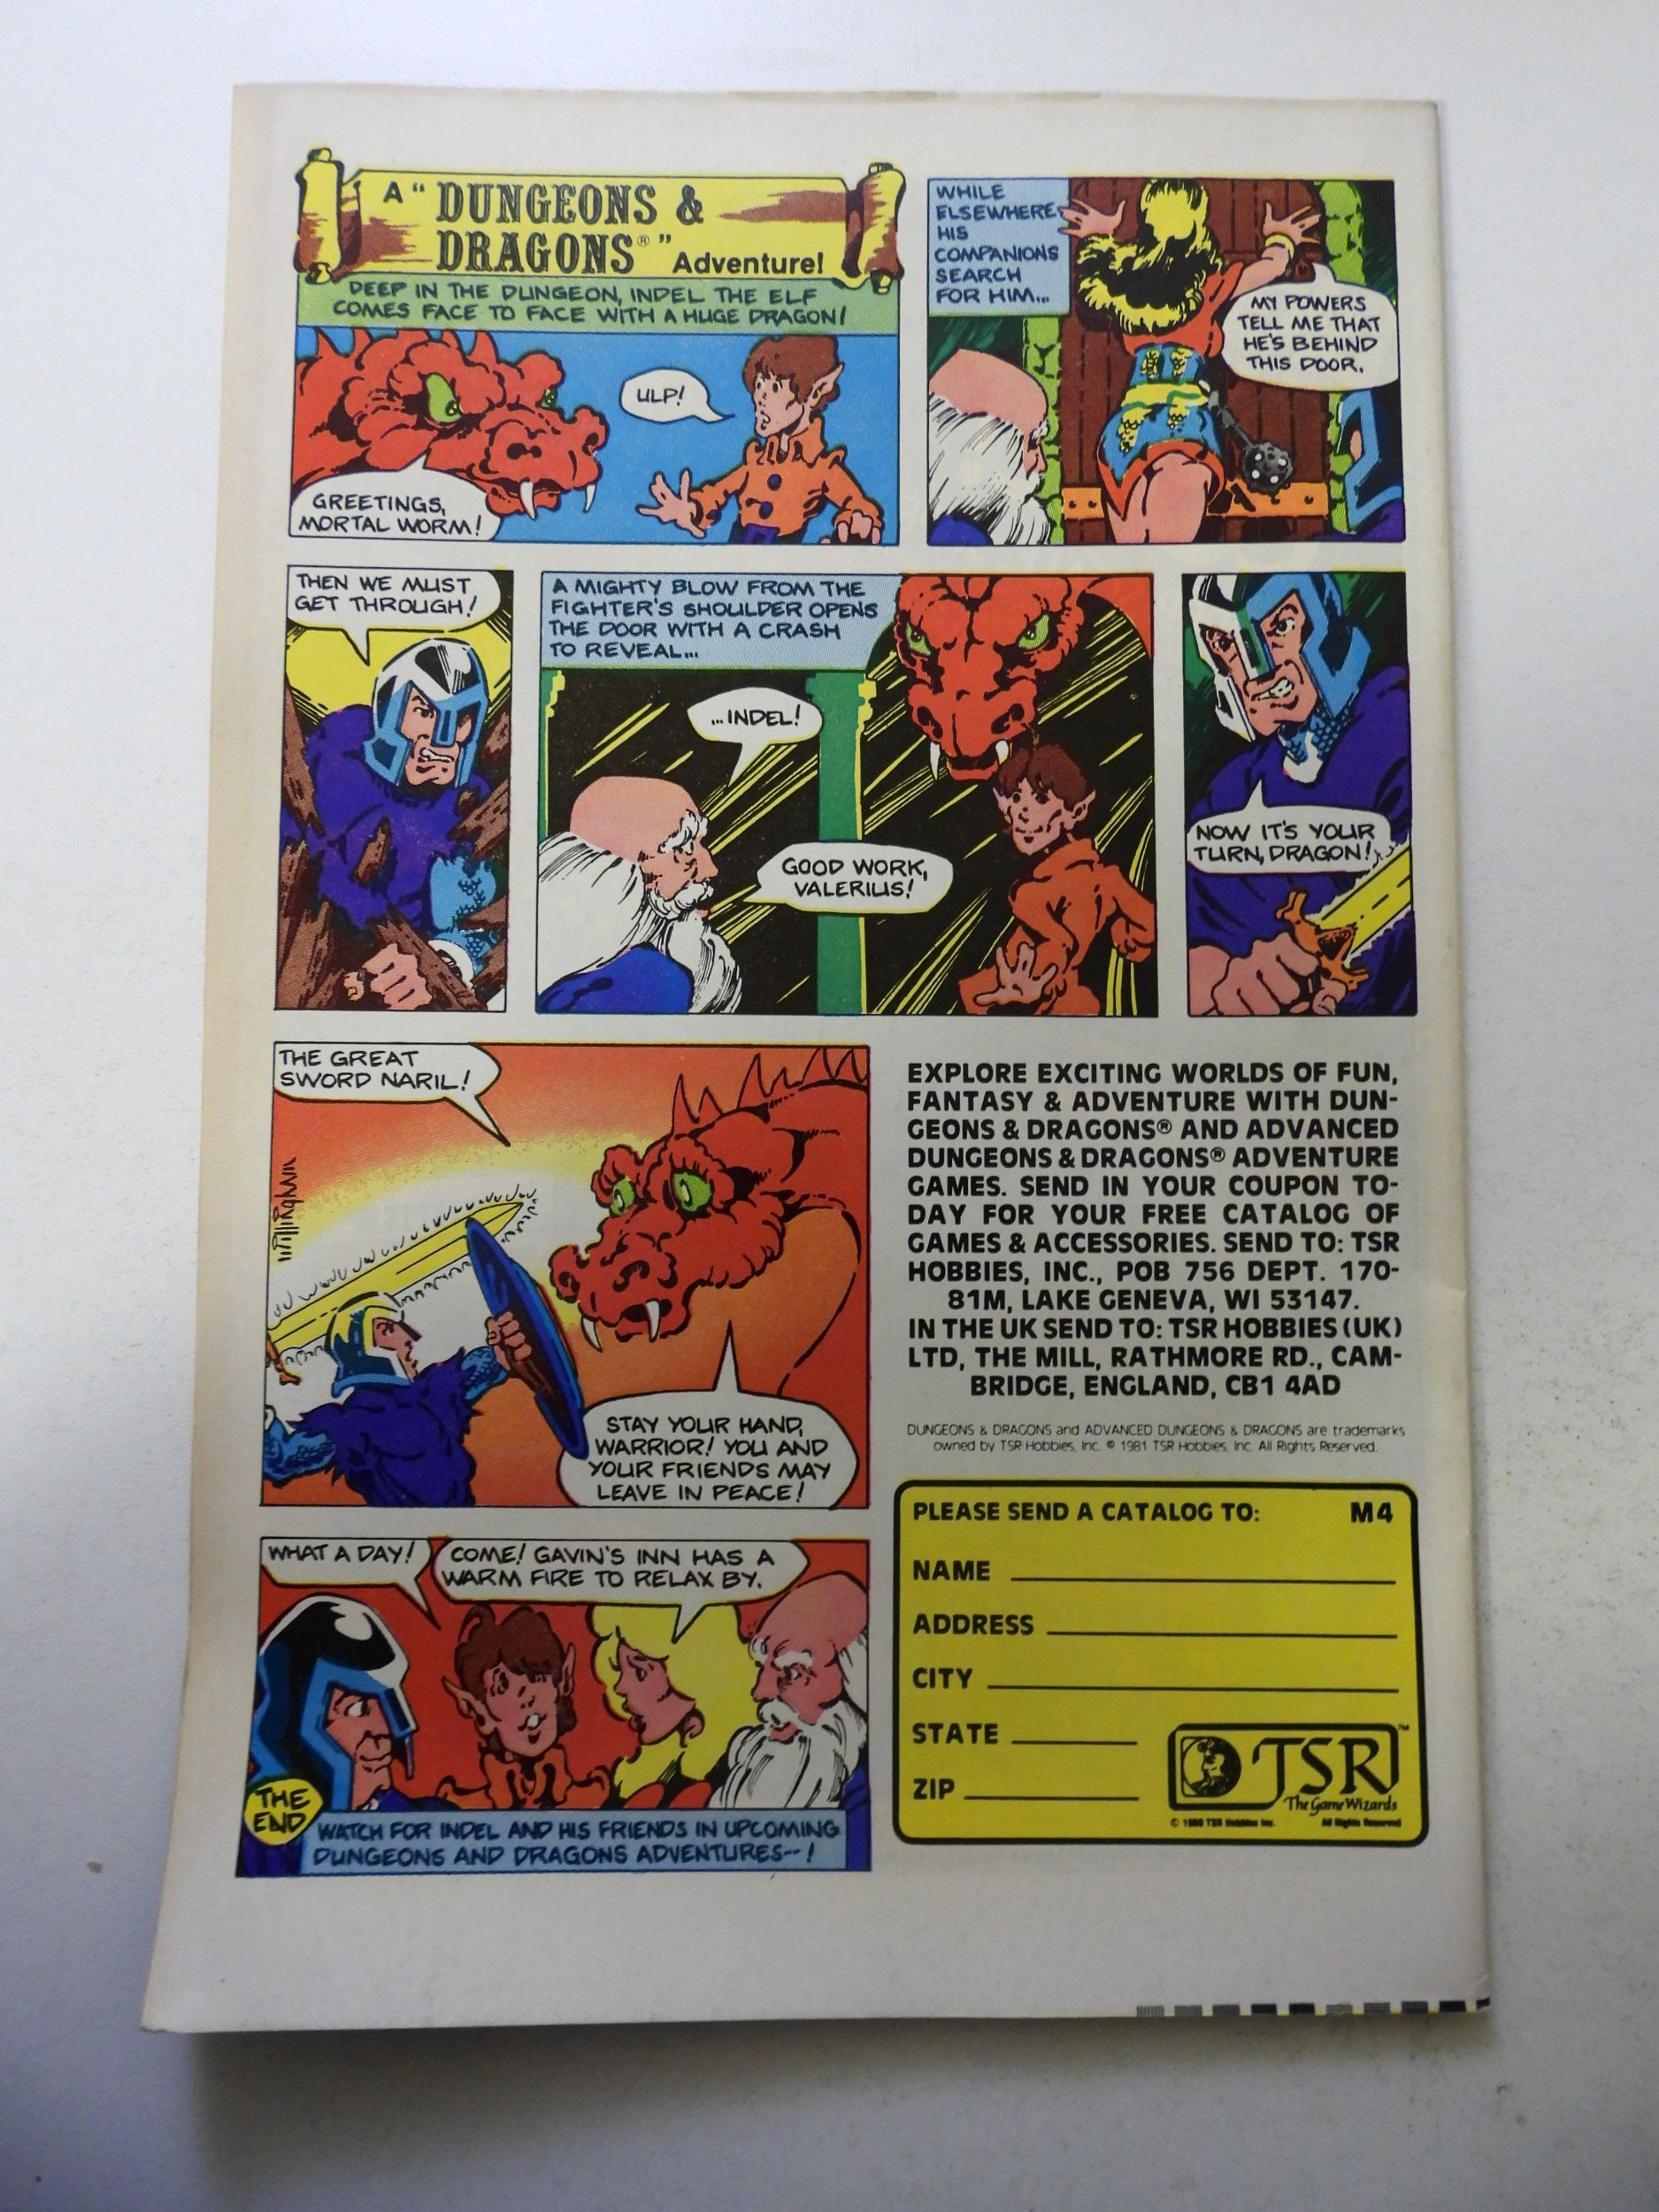 A "DUNGEONS &
DRAGONS®" Adventure!
DEEP IN THE DUNGEON, INDEL THE ELF
COMES FACE TO FACE WITH A HUGE DRAGON!
ULP!
GREETINGS,
MORTAL WORM!
WHILE
ELSEWHERE
HIS
COMPANIONS
SEARCH
FOR HIM...
MY POWERS
TELL ME THAT
HE'S BEHIND
THIS DOOR.
THEN WE MUST
GET THROUGH!
A MIGHTY BLOW FROM THE
FIGHTER'S SHOULDER OPENS
THE DOOR WITH A CRASH
TO REVEAL...
...INDEL!
GOOD WORK,
VALERIUS!
NOW IT'S YOUR
TURN, DRAGON!
THE GREAT
SWORD NARIL!
willingham
STAY YOUR HAND,
WARRIOR! YOU AND
YOUR FRIENDS MAY
LEAVE IN PEACE!
WHAT A DAY!
COME! GAVIN'S INN HAS A
WARM FIRE TO RELAX BY.
THE
END
WATCH FOR INDEL AND HIS FRIENDS IN UPCOMING
DUNGEONS AND DRAGONS ADVENTURES--!
EXPLORE EXCITING WORLDS OF FUN,
FANTASY & ADVENTURE WITH DUN-
GEONS & DRAGONS® AND ADVANCED
DUNGEONS & DRAGONS® ADVENTURE
GAMES. SEND IN YOUR COUPON TO-
DAY FOR YOUR FREE CATALOG OF
GAMES & ACCESSORIES. SEND TO: TSR
HOBBIES, INC., POB 756 DEPT. 170-
81M, LAKE GENEVA, WI 53147.
IN THE UK SEND TO: TSR HOBBIES (UK)
LTD, THE MILL, RATHMORE RD., CAM-
BRIDGE, ENGLAND, CB1 4AD
DUNGEONS & DRAGONS and ADVANCED DUNGEONS & DRAGONS are trademarks
owned by TSR Hobbies, Inc. © 1981 TSR Hobbies, Inc. All Rights Reserved.
PLEASE SEND A CATALOG TO: M4
NAME
ADDRESS
CITY
STATE
ZIP
TSR™
The Game Wizards
© 1980 TSR Hobbies Inc. All Rights Reserved